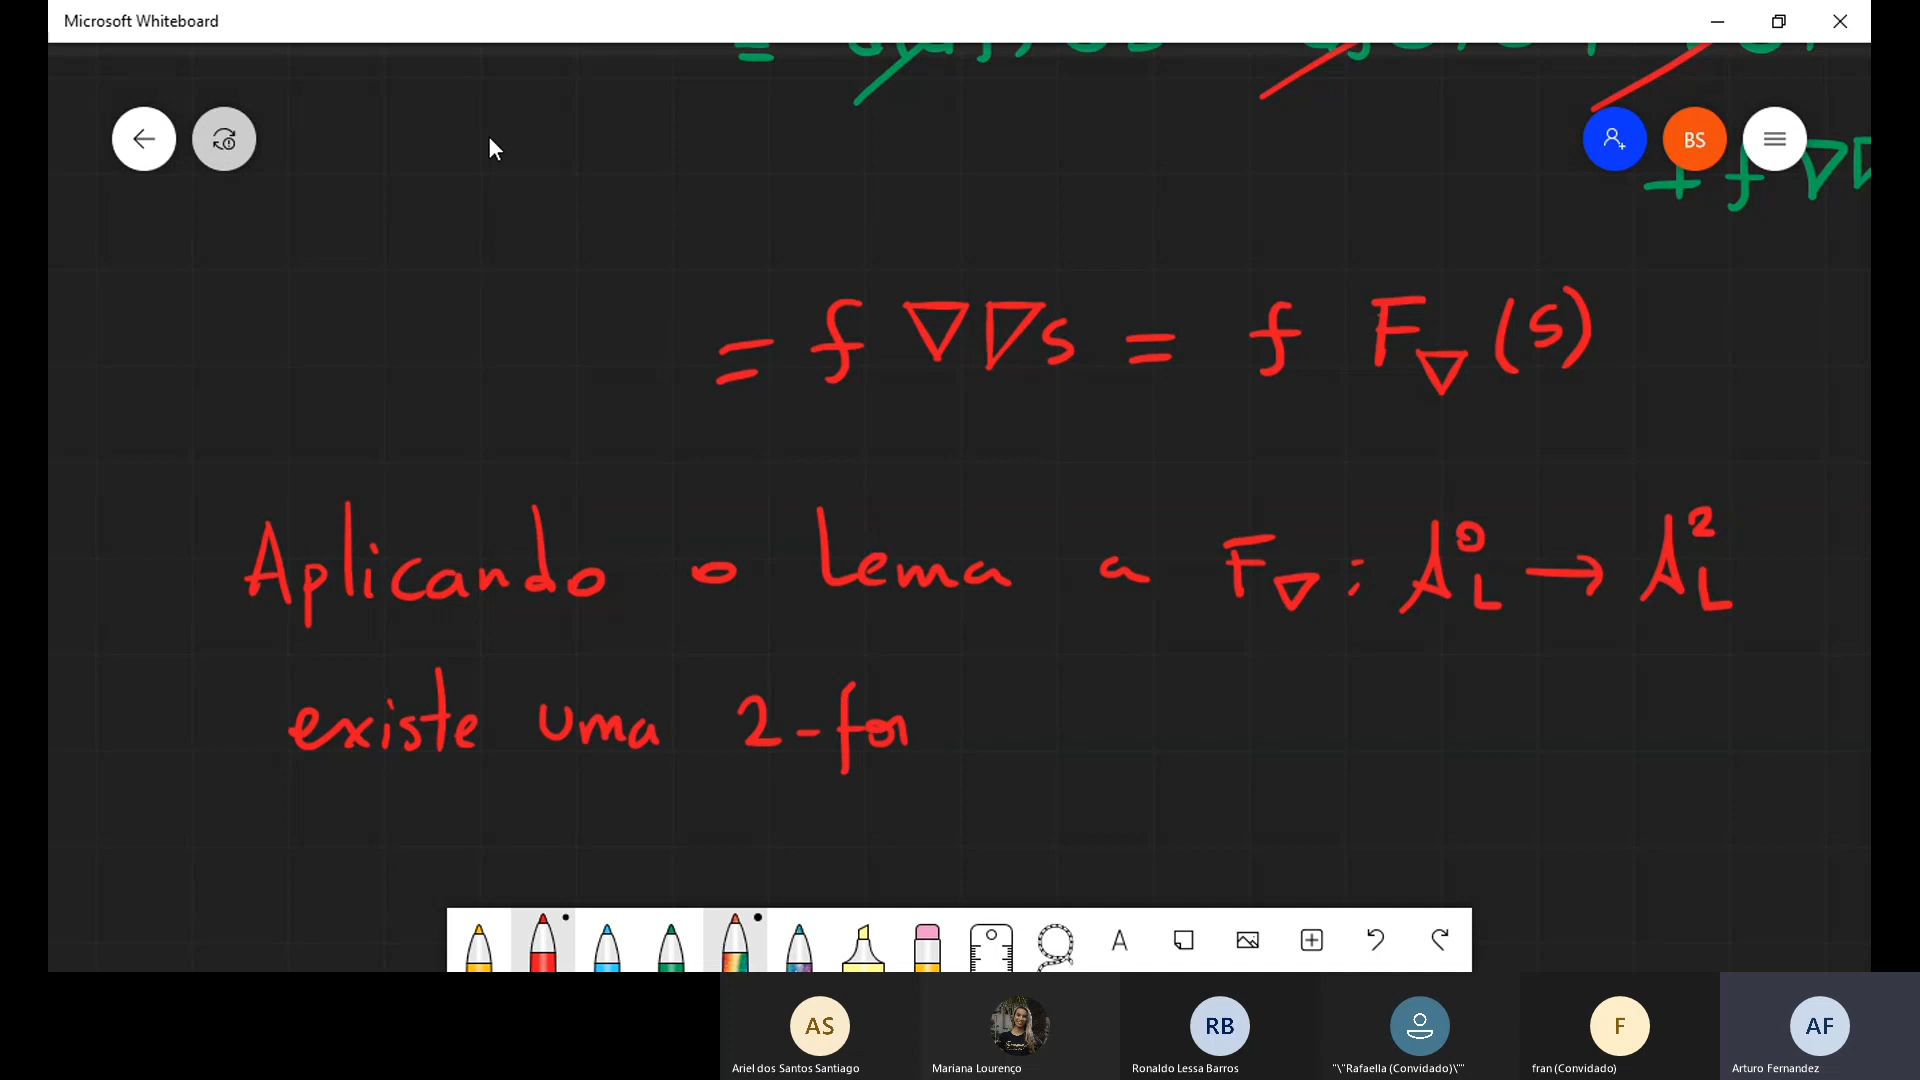 Microsoft Whiteboard
BS
+ f ∇∇
= f ∇∇s = f F∇(s)
Aplicando o Lema a F∇ : A⁰L → A²L
existe uma 2-for
A
AS
RB
F
AF
Ariel dos Santos Santiago
Mariana Lourenço
Ronaldo Lessa Barros
"\"Rafaella (Convidado)\""
fran (Convidado)
Arturo Fernandez